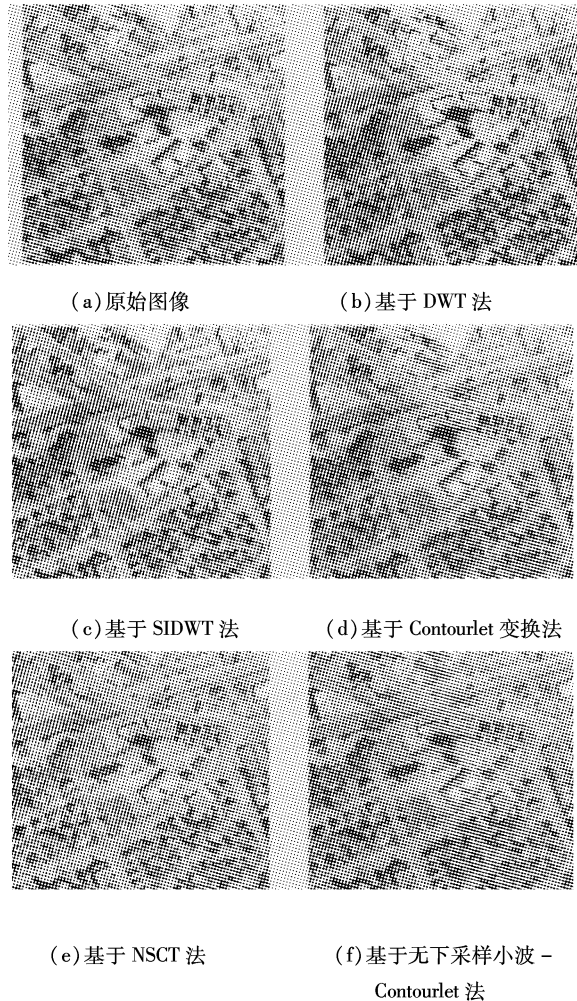 (a)原始图像
(b)基于 DWT 法
(c)基于 SIDWT 法
(d)基于 Contourlet 变换法
(e)基于 NSCT 法
(f)基于无下采样小波－
Contourlet 法